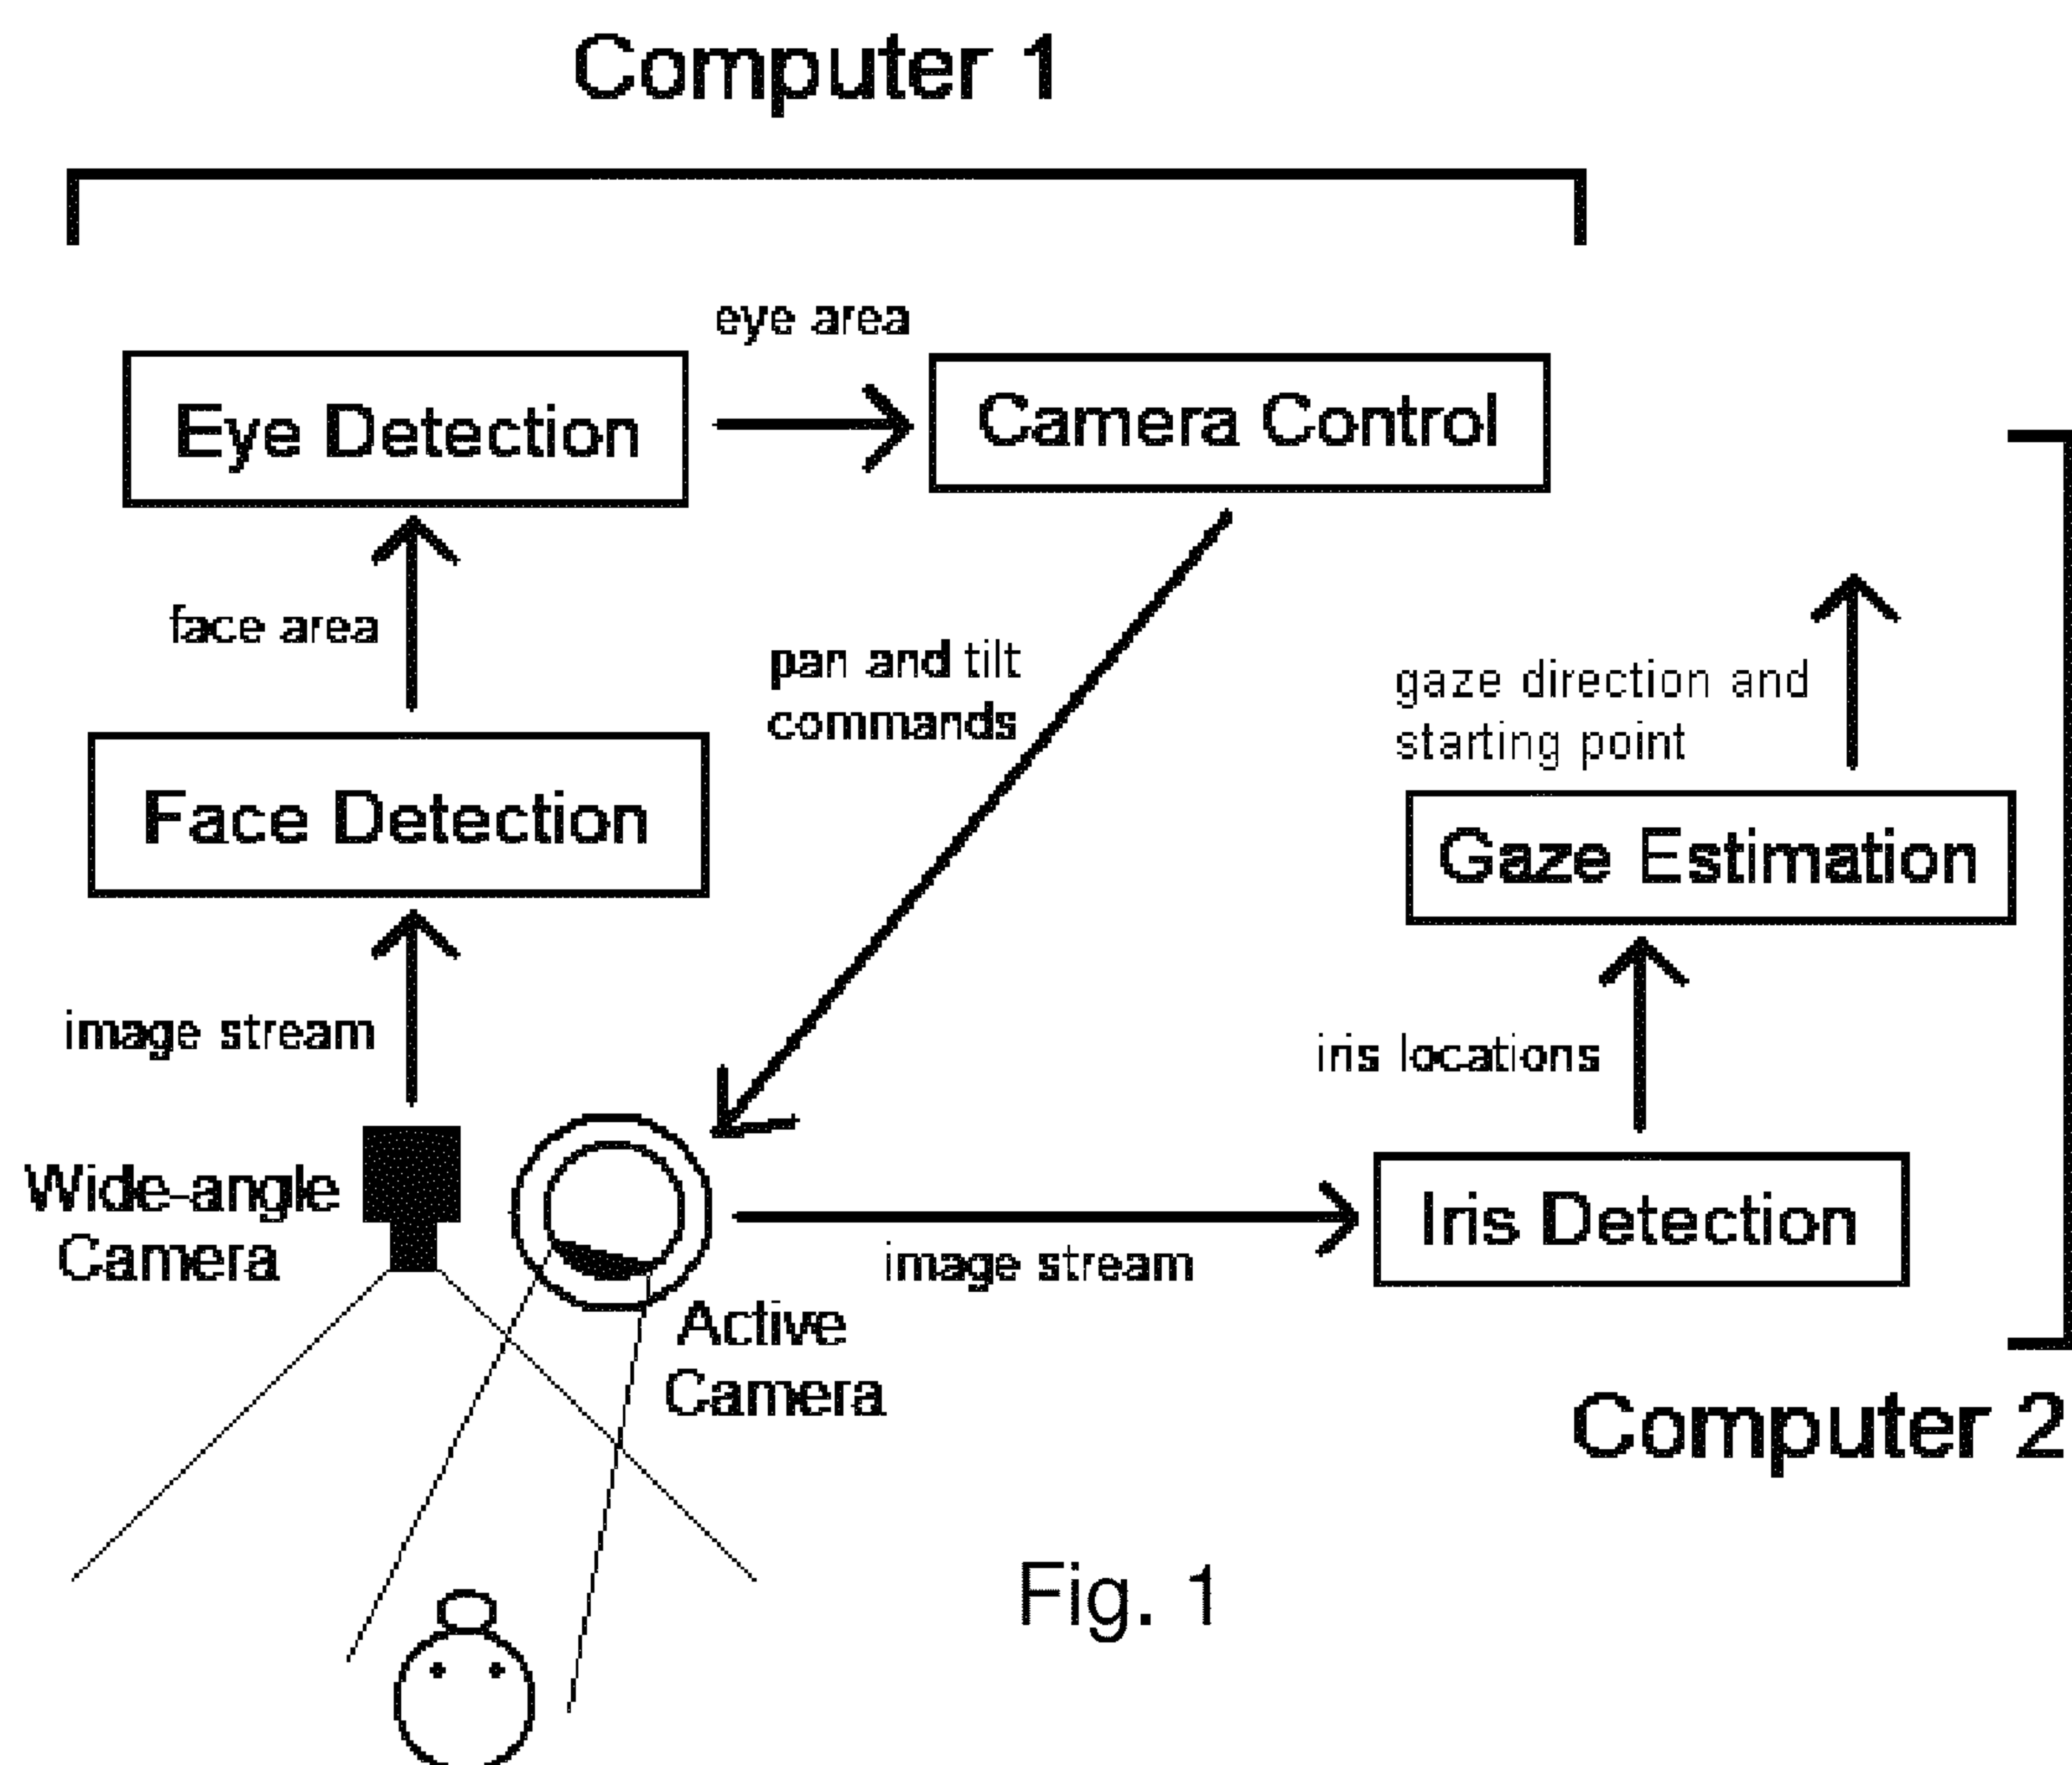 Computer 1
eye area
Eye Detection
Camera Control
face area
pan and tilt
commands
gaze direction and
starting point
Face Detection
Gaze Estimation
image stream
iris locations
Wide-angle
Camera
Iris Detection
image stream
Active
Camera
Computer 2
Fig. 1